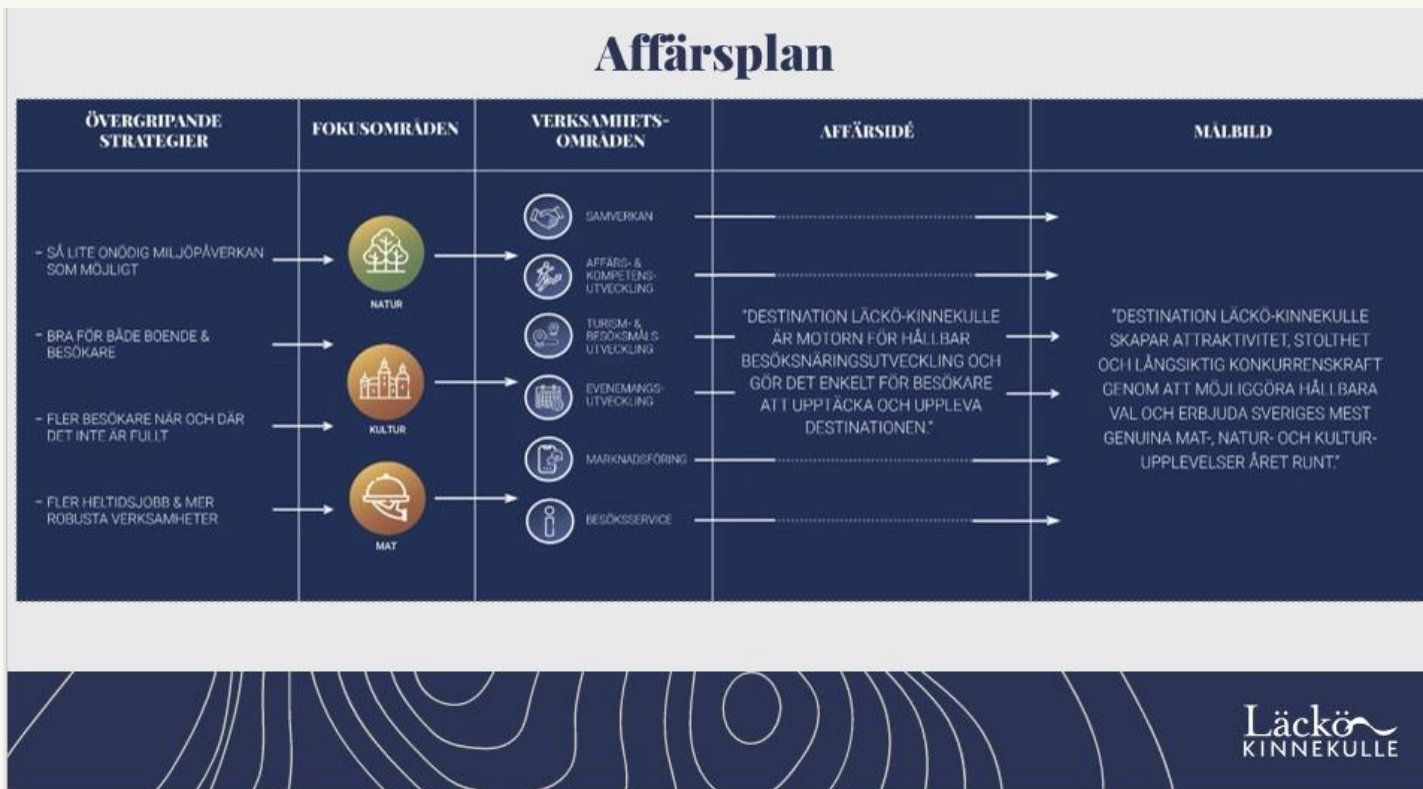 Affärsplan
ÖVERGRIPANDE
STRATEGIER
FOKUSOMRÅDEN
VERKSAMHETS-
OMRÅDEN
AFFÄRSIDÉ
MÅLBILD
- SÅ LITE ONÖDIG MILJÖPÅVERKAN
SOM MÖJLIGT
- BRA FÖR BÅDE BOENDE &
BESÖKARE
- FLER BESÖKARE NÄR OCH DÄR
DET INTE ÄR FULLT
- FLER HELTIDSJOBB & MER
ROBUSTA VERKSAMHETER
NATUR
KULTUR
MAT
SAMVERKAN
AFFÄRS- &
KOMPETENS-
UTVECKLING
TURISM- &
BESÖKSMÅLS
UTVECKLING
EVENEMANGS-
UTVECKLING
MARKNADSFÖRING
BESÖKSSERVICE
"DESTINATION LÄCKÖ-KINNEKULLE
ÄR MOTORN FÖR HÅLLBAR
BESÖKSNÄRINGSUTVECKLING OCH
GÖR DET ENKELT FÖR BESÖKARE
ATT UPPTÄCKA OCH UPPLEVA
DESTINATIONEN."
"DESTINATION LÄCKÖ-KINNEKULLE
SKAPAR ATTRAKTIVITET, STOLTHET
OCH LÅNGSIKTIG KONKURRENSKRAFT
GENOM ATT MÖJLIGGÖRA HÅLLBARA
VAL OCH ERBJUDA SVERIGES MEST
GENUINA MAT-, NATUR- OCH KULTUR-
UPPLEVELSER ÅRET RUNT."
Läckö
KINNEKULLE